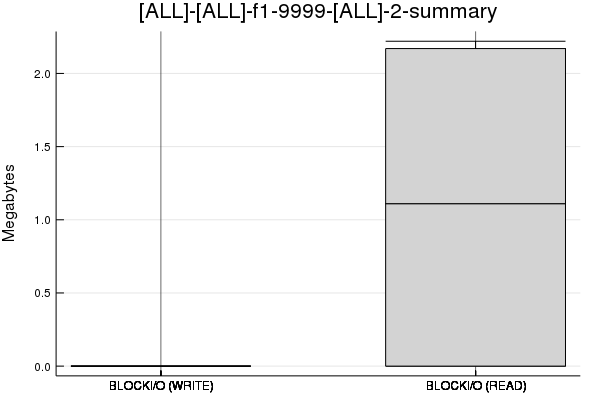 [ALL]-[ALL]-f1-9999-[ALL]-2-summary
Megabytes
2.0
1.5
1.0
0.5
0.0
BLOCKI/O (WRITE)
BLOCKI/O (READ)